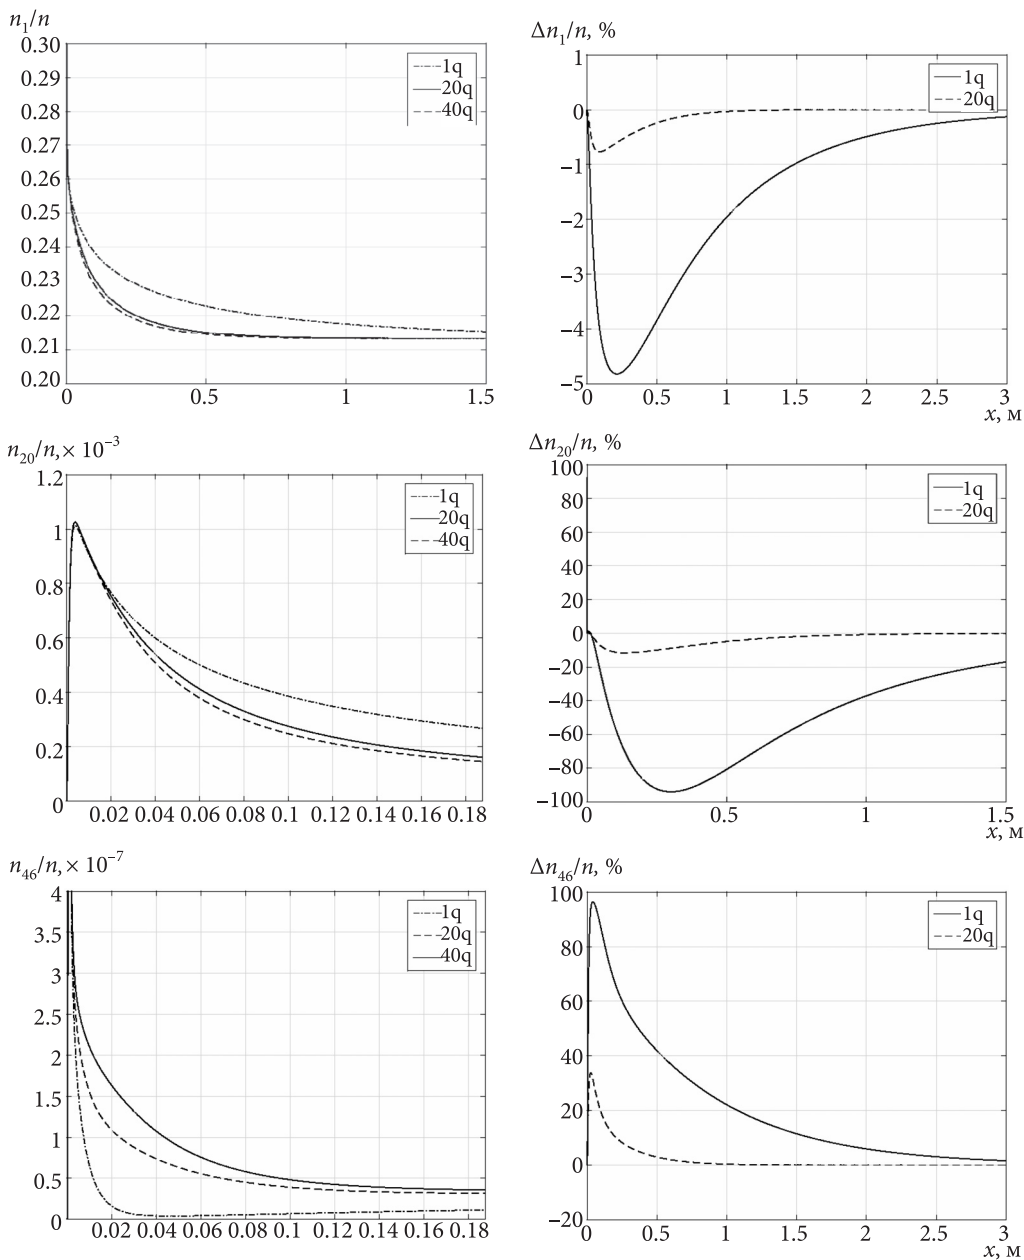 n₁/n
0.30
0.29
0.28
0.27
0.26
0.25
0.24
0.23
0.22
0.21
0.20
0 0.5 1 1.5
1q
20q
40q
Δn₁/n, %
1
0
−1
−2
−3
−4
−5
0 0.5 1 1.5 2 2.5 3
x, м
1q
20q
n₂₀/n, × 10⁻³
1.2
1
0.8
0.6
0.4
0.2
0
0.02 0.04 0.06 0.08 0.1 0.12 0.14 0.16 0.18
1q
20q
40q
Δn₂₀/n, %
100
80
60
40
20
0
−20
−40
−60
−80
−100
0 0.5 1 1.5
x, м
1q
20q
n₄₆/n, × 10⁻⁷
4
3.5
3
2.5
2
1.5
1
0.5
0
0.02 0.04 0.06 0.08 0.1 0.12 0.14 0.16 0.18
1q
20q
40q
Δn₄₆/n, %
100
80
60
40
20
0
−20
0 0.5 1 1.5 2 2.5 3
x, м
1q
20q